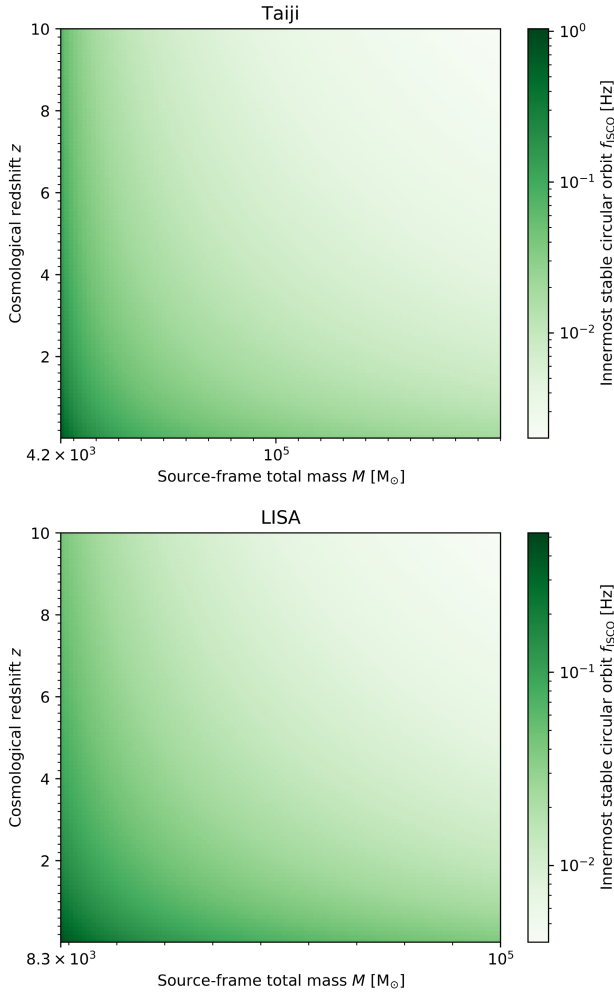 Taiji
10
8
6
4
2
Cosmological redshift z
4.2 × 10³
10⁵
Source-frame total mass M [M☉]
10⁰
10⁻¹
10⁻²
Innermost stable circular orbit f_ISCO [Hz]
LISA
10
8
6
4
2
Cosmological redshift z
8.3 × 10³
10⁵
Source-frame total mass M [M☉]
10⁻¹
10⁻²
Innermost stable circular orbit f_ISCO [Hz]